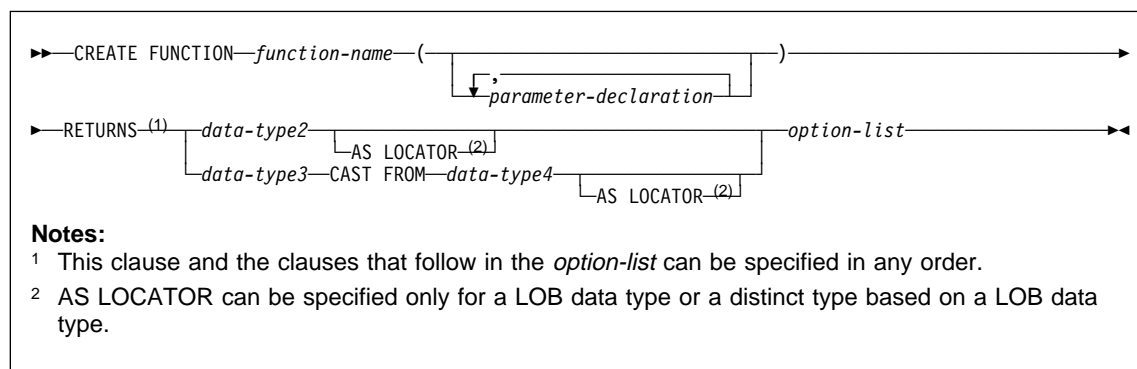 CREATE FUNCTION function-name ( )
,
parameter-declaration
RETURNS (1) data-type2 option-list
AS LOCATOR (2)
data-type3 CAST FROM data-type4
AS LOCATOR (2)
Notes:
1 This clause and the clauses that follow in the option-list can be specified in any order.
2 AS LOCATOR can be specified only for a LOB data type or a distinct type based on a LOB data
type.